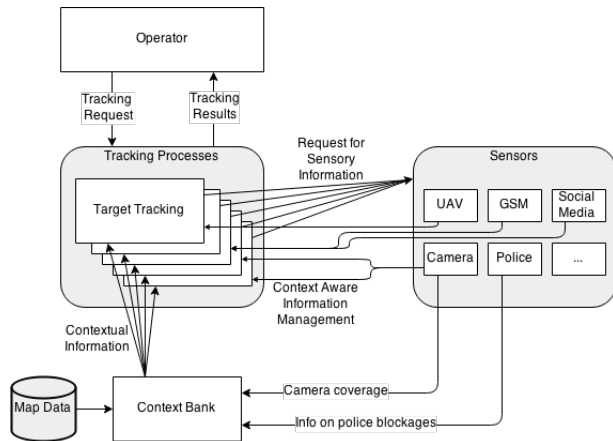 Operator
Tracking
Request
Tracking
Results
Tracking Processes
Request for
Sensory
Information
Sensors
Target Tracking
UAV
GSM
Social
Media
Camera
Police
...
Context Aware
Information
Management
Contextual
Information
Camera coverage
Map Data
Context Bank
Info on police blockages